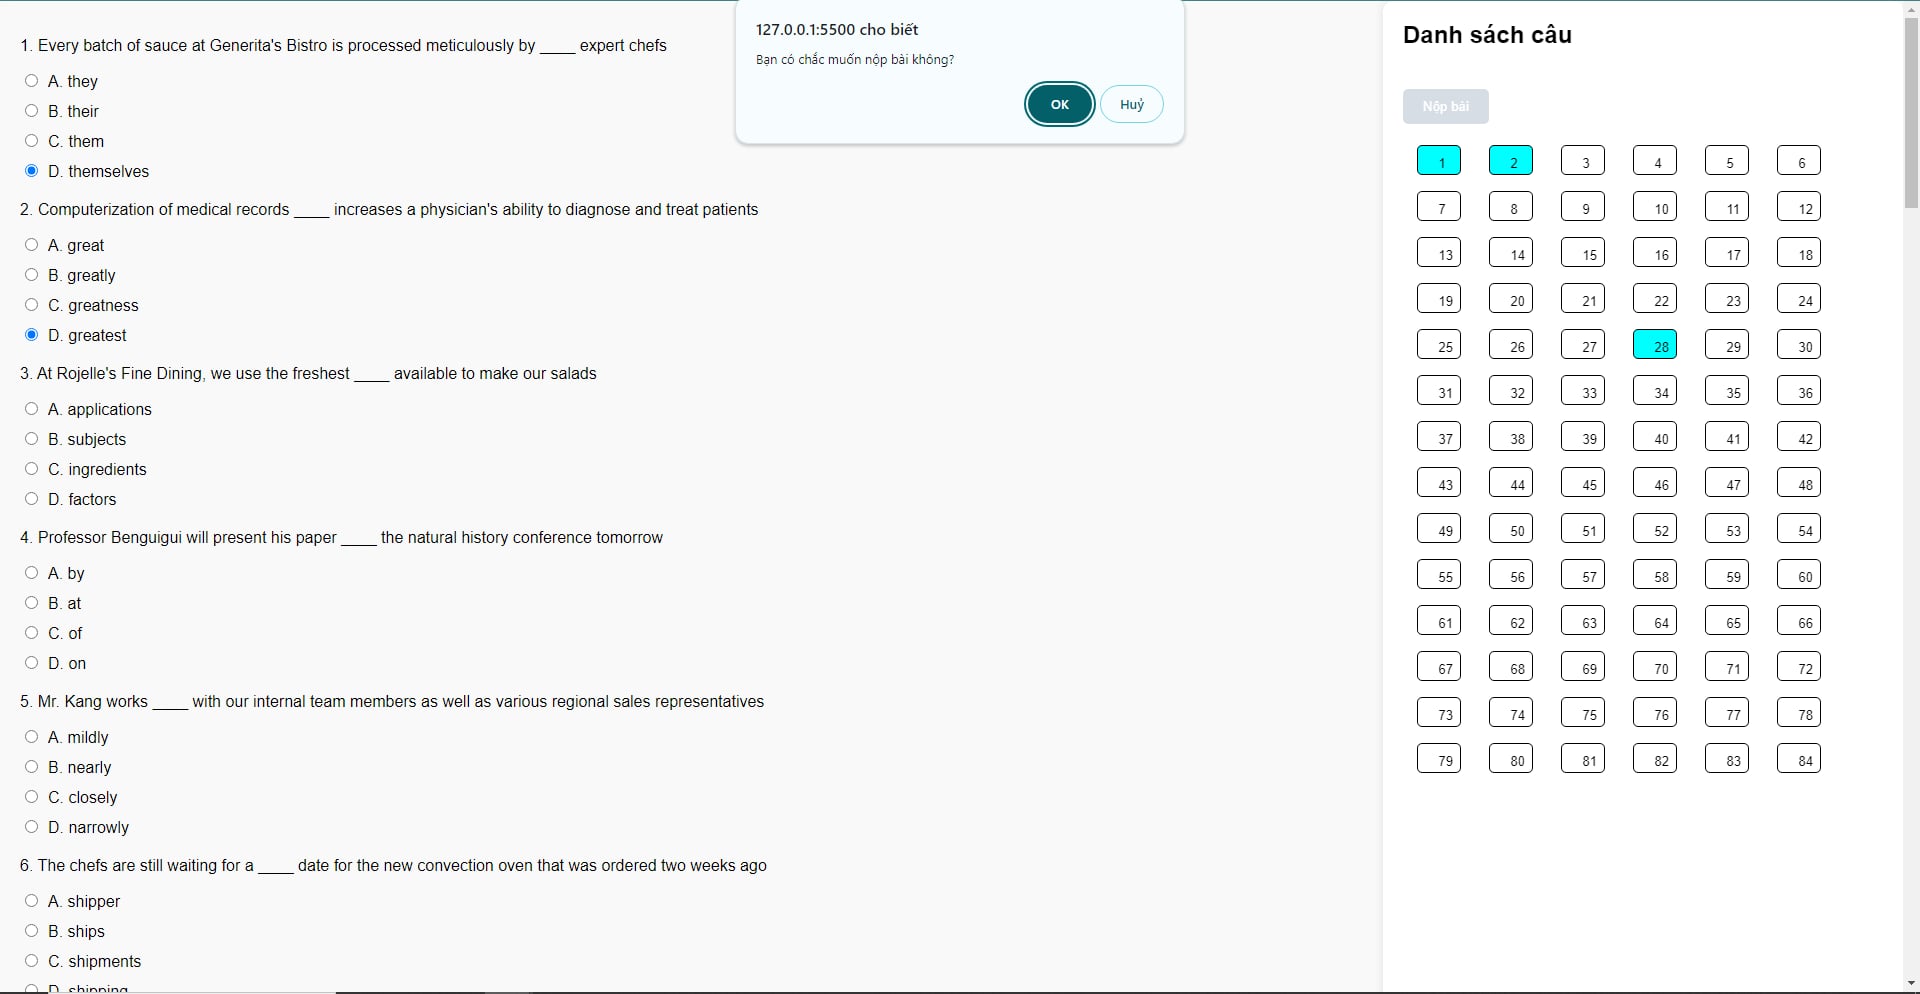 127.0.0.1:5500 cho biết
Bạn có chắc muốn nộp bài không?
OK
Huỷ
1. Every batch of sauce at Generita's Bistro is processed meticulously by ____ expert chefs
A. they
B. their
C. them
D. themselves
2. Computerization of medical records ____ increases a physician's ability to diagnose and treat patients
A. great
B. greatly
C. greatness
D. greatest
3. At Rojelle's Fine Dining, we use the freshest ____ available to make our salads
A. applications
B. subjects
C. ingredients
D. factors
4. Professor Benguigui will present his paper ____ the natural history conference tomorrow
A. by
B. at
C. of
D. on
5. Mr. Kang works ____ with our internal team members as well as various regional sales representatives
A. mildly
B. nearly
C. closely
D. narrowly
6. The chefs are still waiting for a ____ date for the new convection oven that was ordered two weeks ago
A. shipper
B. ships
C. shipments
D. shipping
Danh sách câu
Nộp bài
1 2 3 4 5 6
7 8 9 10 11 12
13 14 15 16 17 18
19 20 21 22 23 24
25 26 27 28 29 30
31 32 33 34 35 36
37 38 39 40 41 42
43 44 45 46 47 48
49 50 51 52 53 54
55 56 57 58 59 60
61 62 63 64 65 66
67 68 69 70 71 72
73 74 75 76 77 78
79 80 81 82 83 84